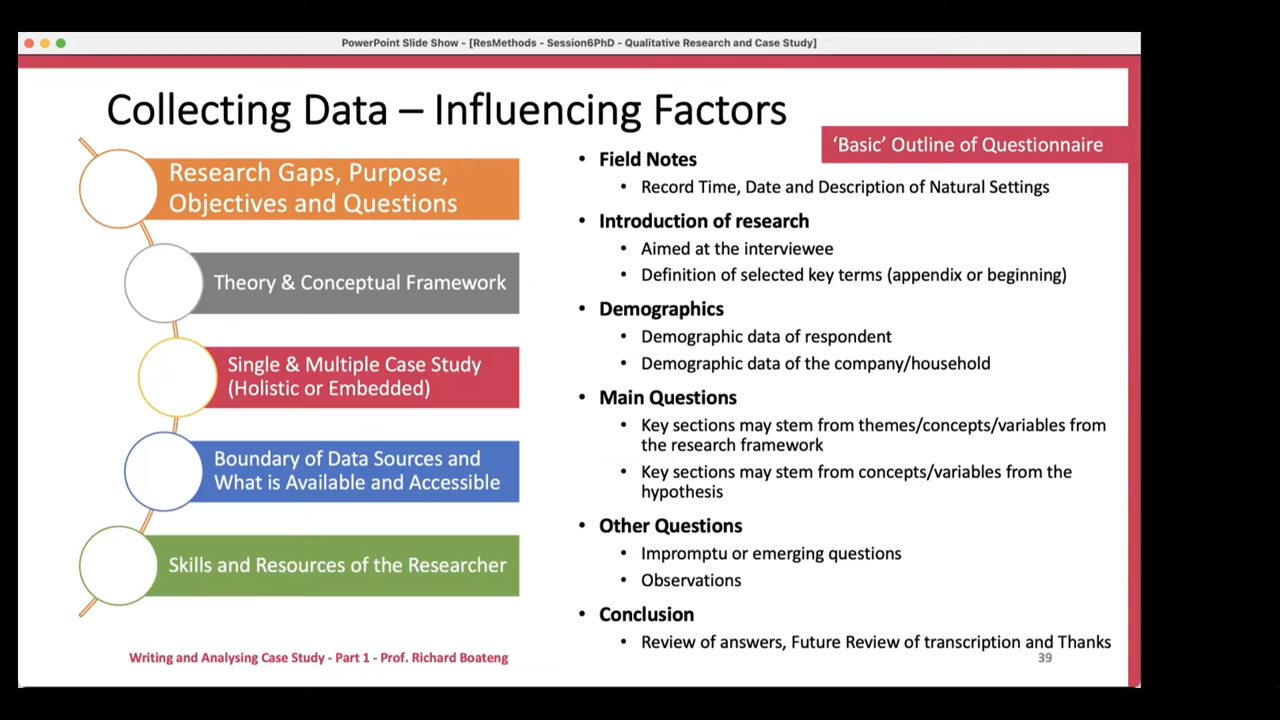 PowerPoint Slide Show - [ResMethods - Session6PhD - Qualitative Research and Case Study]
Collecting Data – Influencing Factors
Research Gaps, Purpose,
Objectives and Questions
Theory & Conceptual Framework
Single & Multiple Case Study
(Holistic or Embedded)
Boundary of Data Sources and
What is Available and Accessible
Skills and Resources of the Researcher
‘Basic’ Outline of Questionnaire
• Field Notes
• Record Time, Date and Description of Natural Settings
• Introduction of research
• Aimed at the interviewee
• Definition of selected key terms (appendix or beginning)
• Demographics
• Demographic data of respondent
• Demographic data of the company/household
• Main Questions
• Key sections may stem from themes/concepts/variables from
the research framework
• Key sections may stem from concepts/variables from the
hypothesis
• Other Questions
• Impromptu or emerging questions
• Observations
• Conclusion
• Review of answers, Future Review of transcription and Thanks
Writing and Analysing Case Study - Part 1 - Prof. Richard Boateng
39